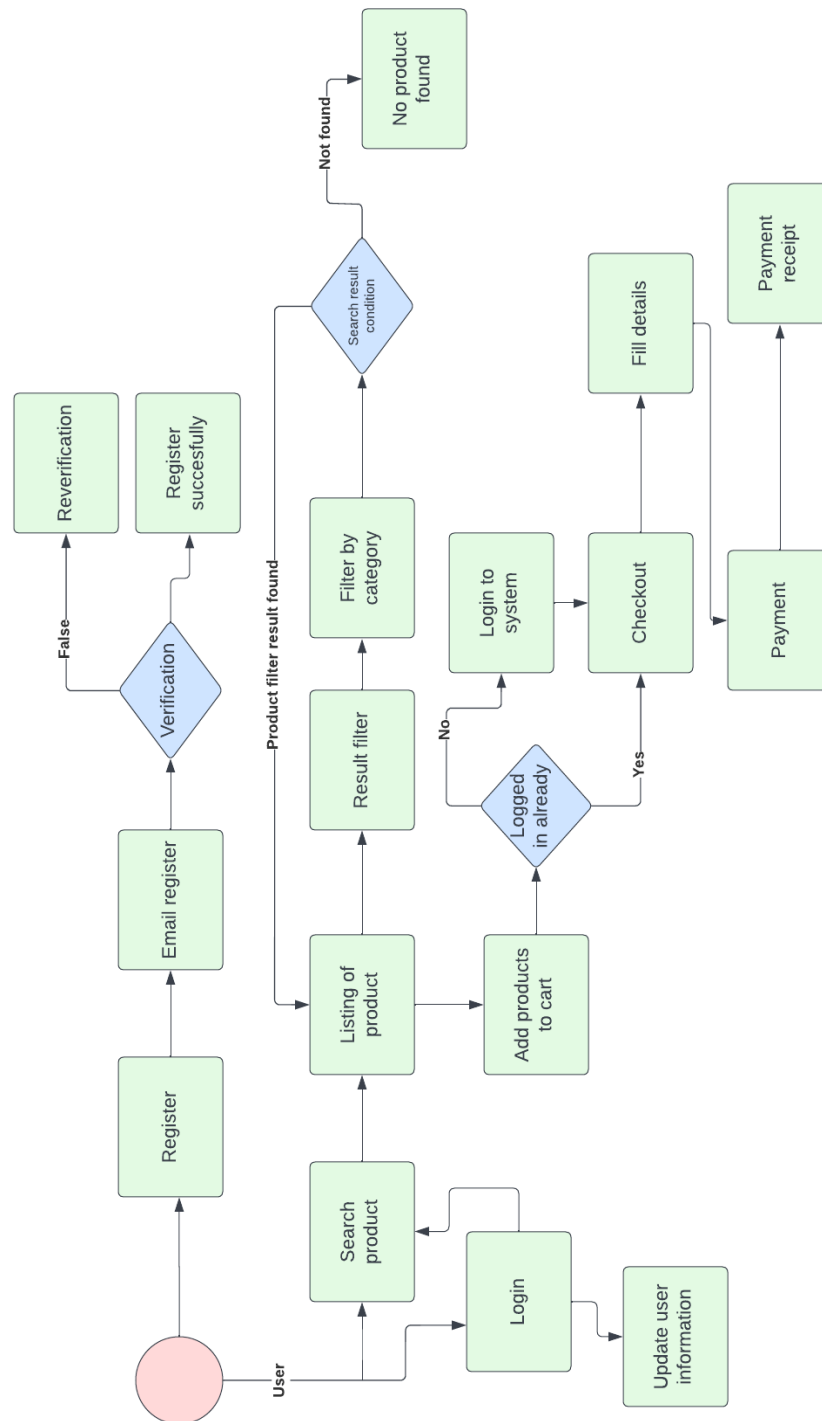 Register
Email register
Verification
False
Reverification
Register
succesfully
User
Search
product
Listing of
product
Result filter
Filter by
category
Search result
condition
Product filter result found
Not found
No product
found
Login
Update user
information
Add products
to cart
Logged
in already
No
Yes
Login to
system
Checkout
Fill details
Payment
Payment
receipt